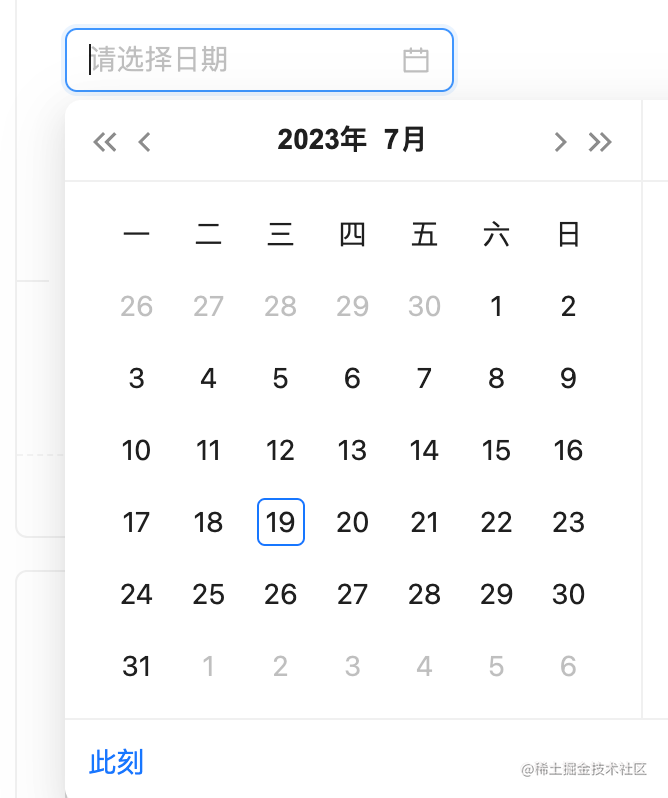 请选择日期
2023年 7月
一 二 三 四 五 六 日
26 27 28 29 30 1 2
3 4 5 6 7 8 9
10 11 12 13 14 15 16
17 18 19 20 21 22 23
24 25 26 27 28 29 30
31 1 2 3 4 5 6
此刻
@稀土掘金技术社区